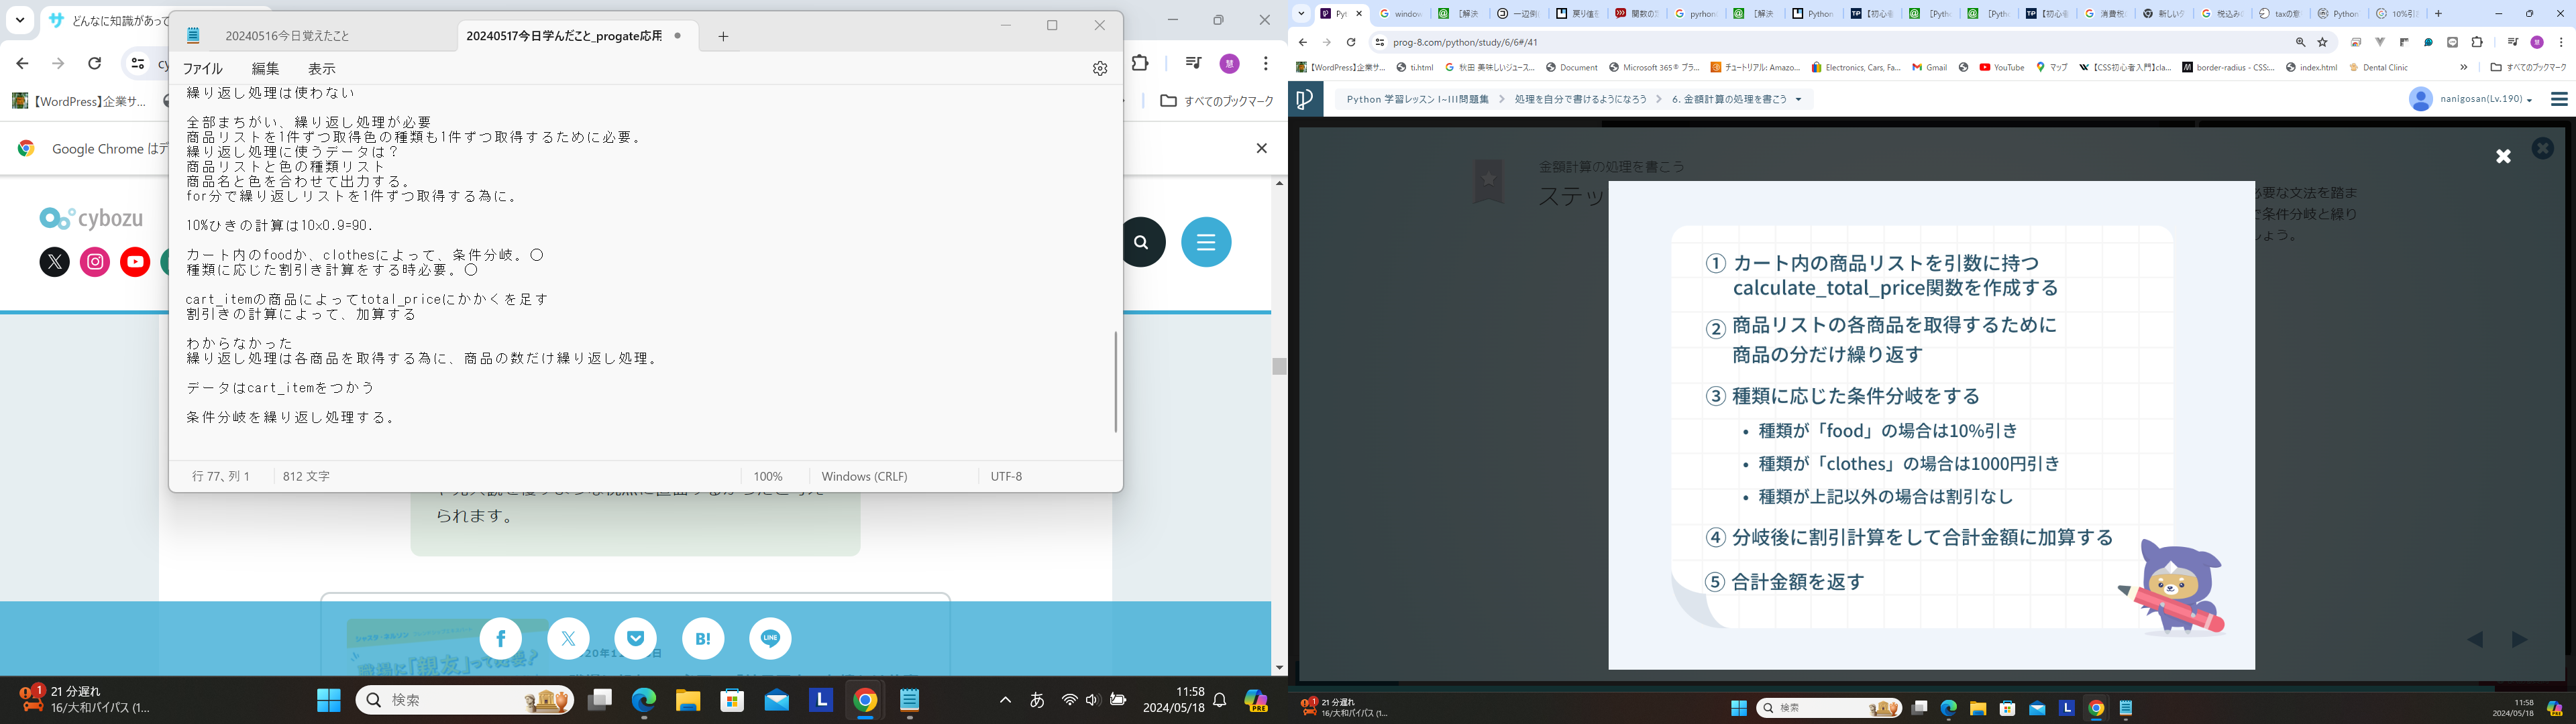 どんなに知識があって
20240516今日覚えたこと
20240517今日学んだこと_progate応用
ファイル 編集 表示
繰り返し処理は使わない
全部まちがい、繰り返し処理が必要
商品リストを1件ずつ取得色の種類も1件ずつ取得するために必要。
繰り返し処理に使うデータは？
商品リストと色の種類リスト
商品名と色を合わせて出力する。
for分で繰り返しリストを1件ずつ取得する為に。
10%ひきの計算は10x0.9=90.
カート内のfoodか、clothesによって、条件分岐。〇
種類に応じた割引き計算をする時必要。〇
cart_itemの商品によってtotal_priceにかかくを足す
割引きの計算によって、加算する
わからなかった
繰り返し処理は各商品を取得する為に、商品の数だけ繰り返し処理。
データはcart_itemをつかう
条件分岐を繰り返し処理する。
行 77、列 1
812 文字
100%
Windows (CRLF)
UTF-8
cy
【WordPress】企業サ...
すべてのブックマーク
Google Chrome はデ
cybozu
られます。
B!
LINE
21 分遅れ
16/大和バイパス (1...
検索
あ
11:58
2024/05/18
prog-8.com/python/study/6/6#/41
【WordPress】企業サ...
ti.html
秋田 美味しいジュース...
Document
Microsoft 365® プラ...
チュートリアル: Amazo...
Electronics, Cars, Fa...
Gmail
YouTube
マップ
【CSS初心者入門】cla...
border-radius - CSS:...
index.html
Dental Clinic
すべてのブックマーク
Python 学習レッスン I~III問題集
処理を自分で書けるようになろう
6. 金額計算の処理を書こう
nanigosan(Lv.190)
金額計算の処理を書こう
ステッ
必要な文法を踏ま
で条件分岐と繰り
しょう。
① カート内の商品リストを引数に持つ
calculate_total_price関数を作成する
② 商品リストの各商品を取得するために
商品の分だけ繰り返す
③ 種類に応じた条件分岐をする
• 種類が「food」の場合は10%引き
• 種類が「clothes」の場合は1000円引き
• 種類が上記以外の場合は割引なし
④ 分岐後に割引計算をして合計金額に加算する
⑤ 合計金額を返す
21 分遅れ
16/大和バイパス (1...
検索
11:58
2024/05/18